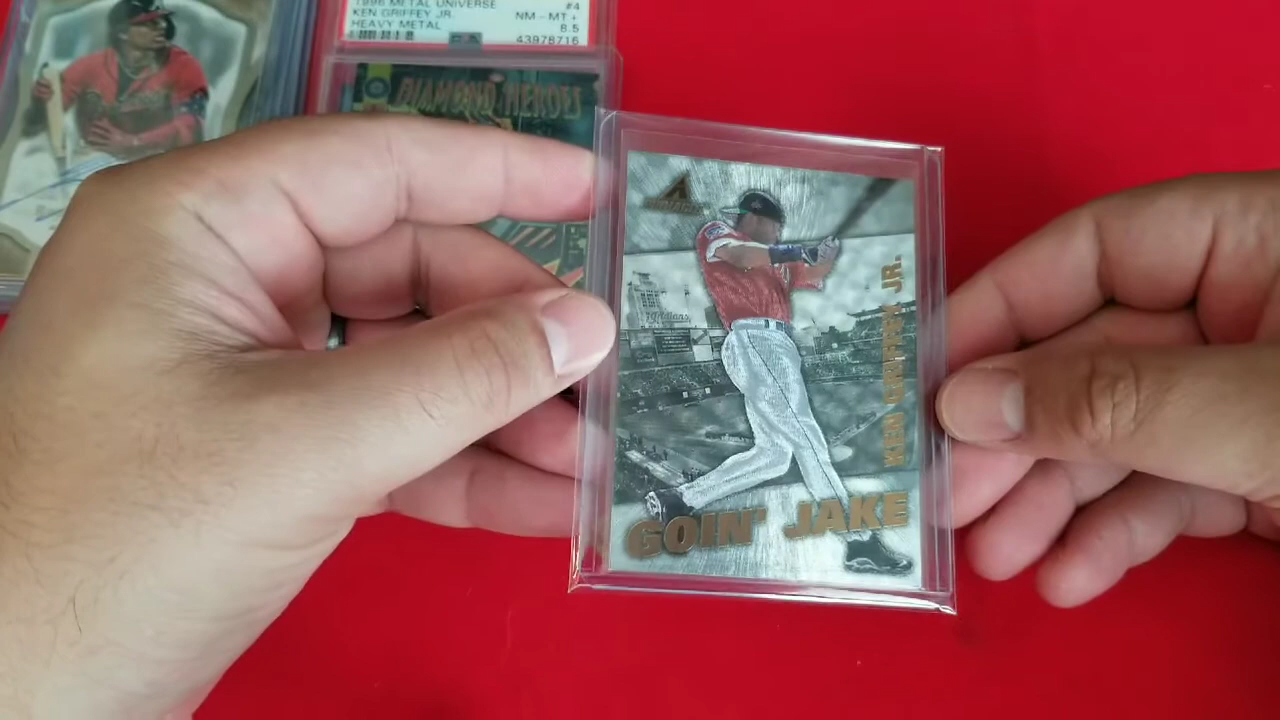 1996 METAL UNIVERSE #4
KEN GRIFFEY JR. NM - MT +
HEAVY METAL 8.5
43978716
DIAMOND HEROES
Indians
KEN GRIFFEY JR.
GOIN' JAKE